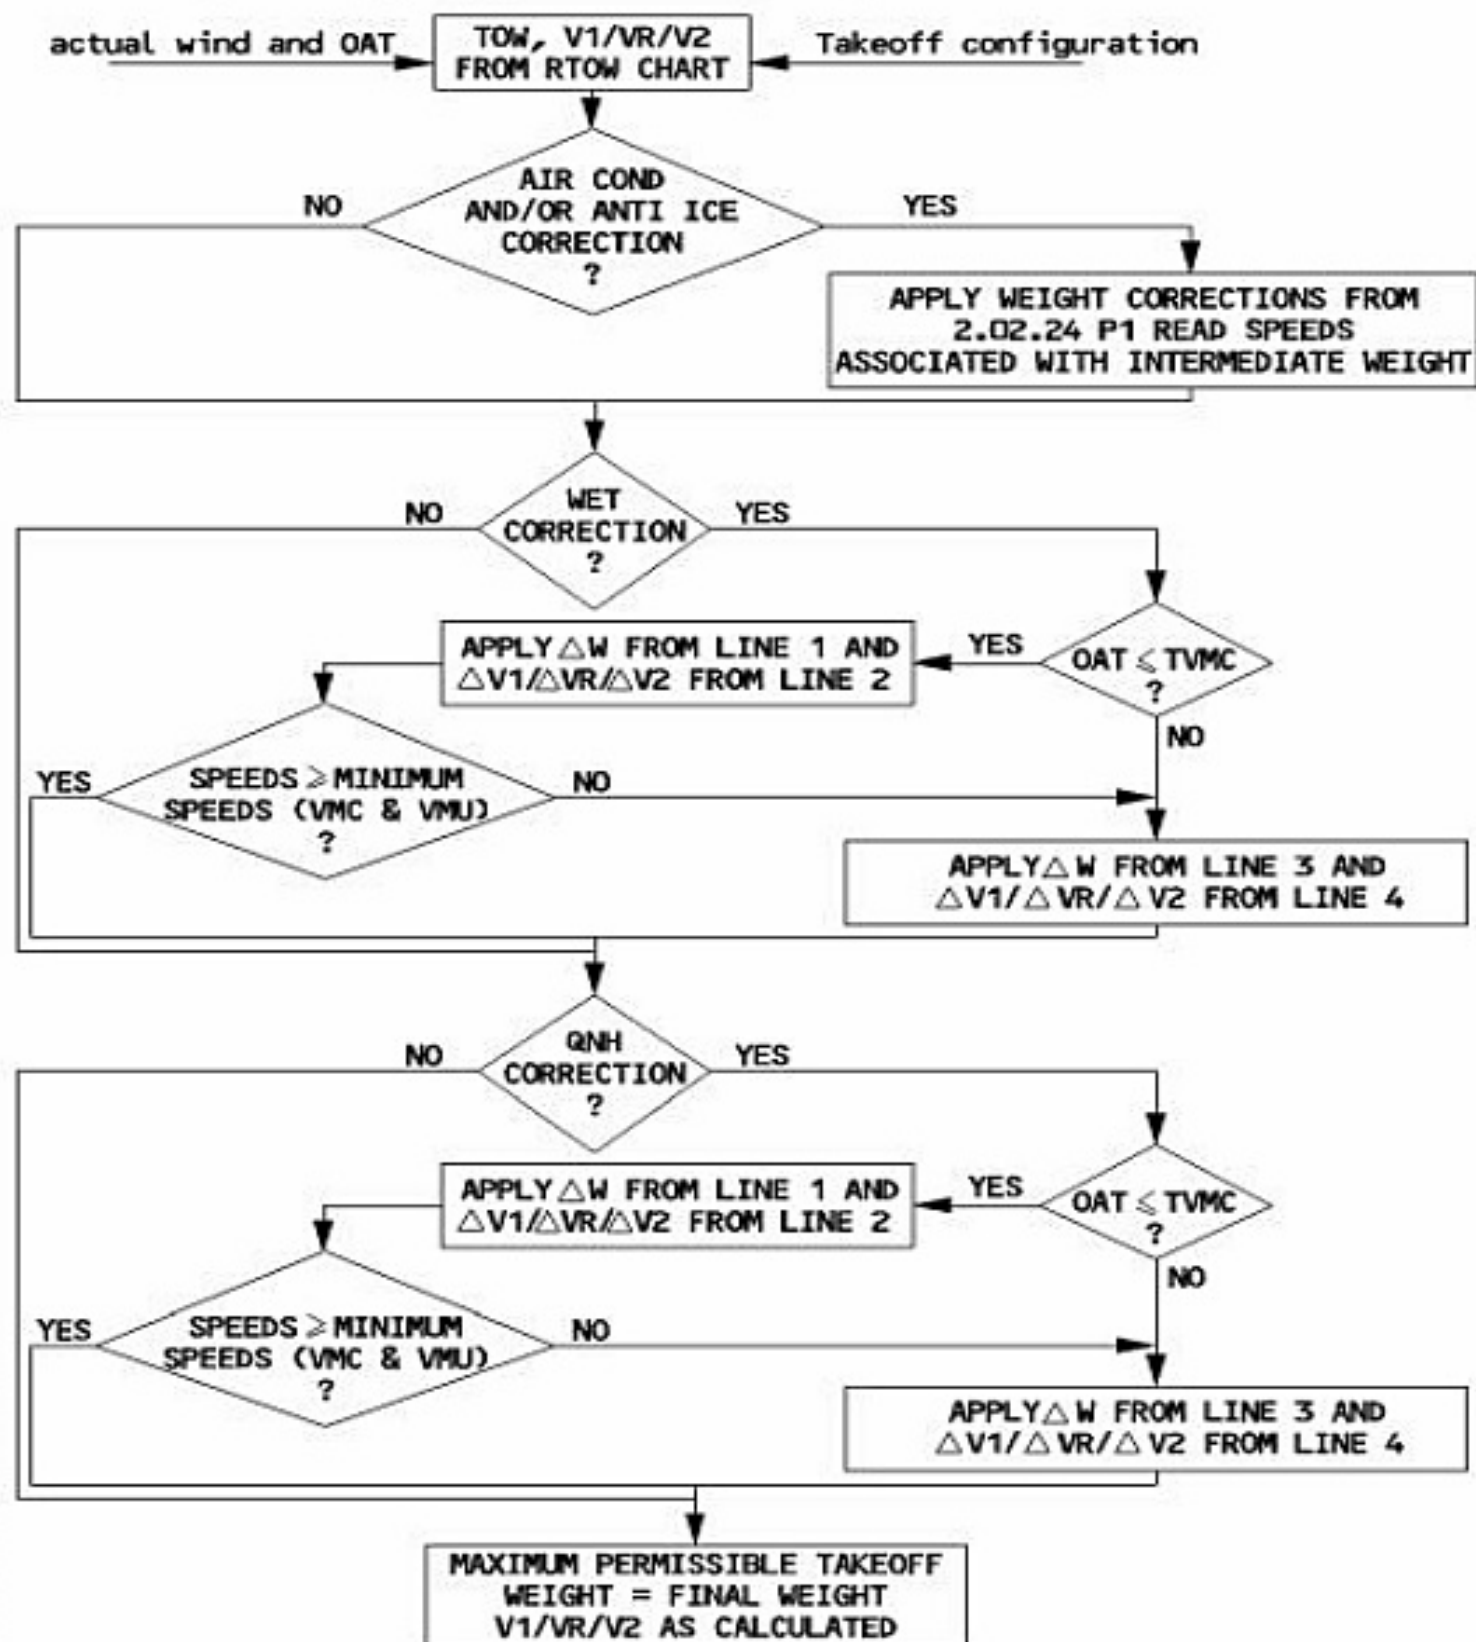 actual wind and OAT
TOW, V1/VR/V2
FROM RTOW CHART
Takeoff configuration
AIR COND
AND/OR ANTI ICE
CORRECTION
?
NO
YES
APPLY WEIGHT CORRECTIONS FROM
2.02.24 P1 READ SPEEDS
ASSOCIATED WITH INTERMEDIATE WEIGHT
WET
CORRECTION
?
NO
YES
OAT ⩽ TVMC
?
YES
NO
APPLY △W FROM LINE 1 AND
△V1/△VR/△V2 FROM LINE 2
SPEEDS ⩾ MINIMUM
SPEEDS (VMC & VMU)
?
YES
NO
APPLY △ W FROM LINE 3 AND
△V1/△ VR/△ V2 FROM LINE 4
QNH
CORRECTION
?
NO
YES
OAT ⩽ TVMC
?
YES
NO
APPLY △W FROM LINE 1 AND
△V1/△VR/△V2 FROM LINE 2
SPEEDS ⩾ MINIMUM
SPEEDS (VMC & VMU)
?
YES
NO
APPLY △ W FROM LINE 3 AND
△V1/△ VR/△ V2 FROM LINE 4
MAXIMUM PERMISSIBLE TAKEOFF
WEIGHT = FINAL WEIGHT
V1/VR/V2 AS CALCULATED